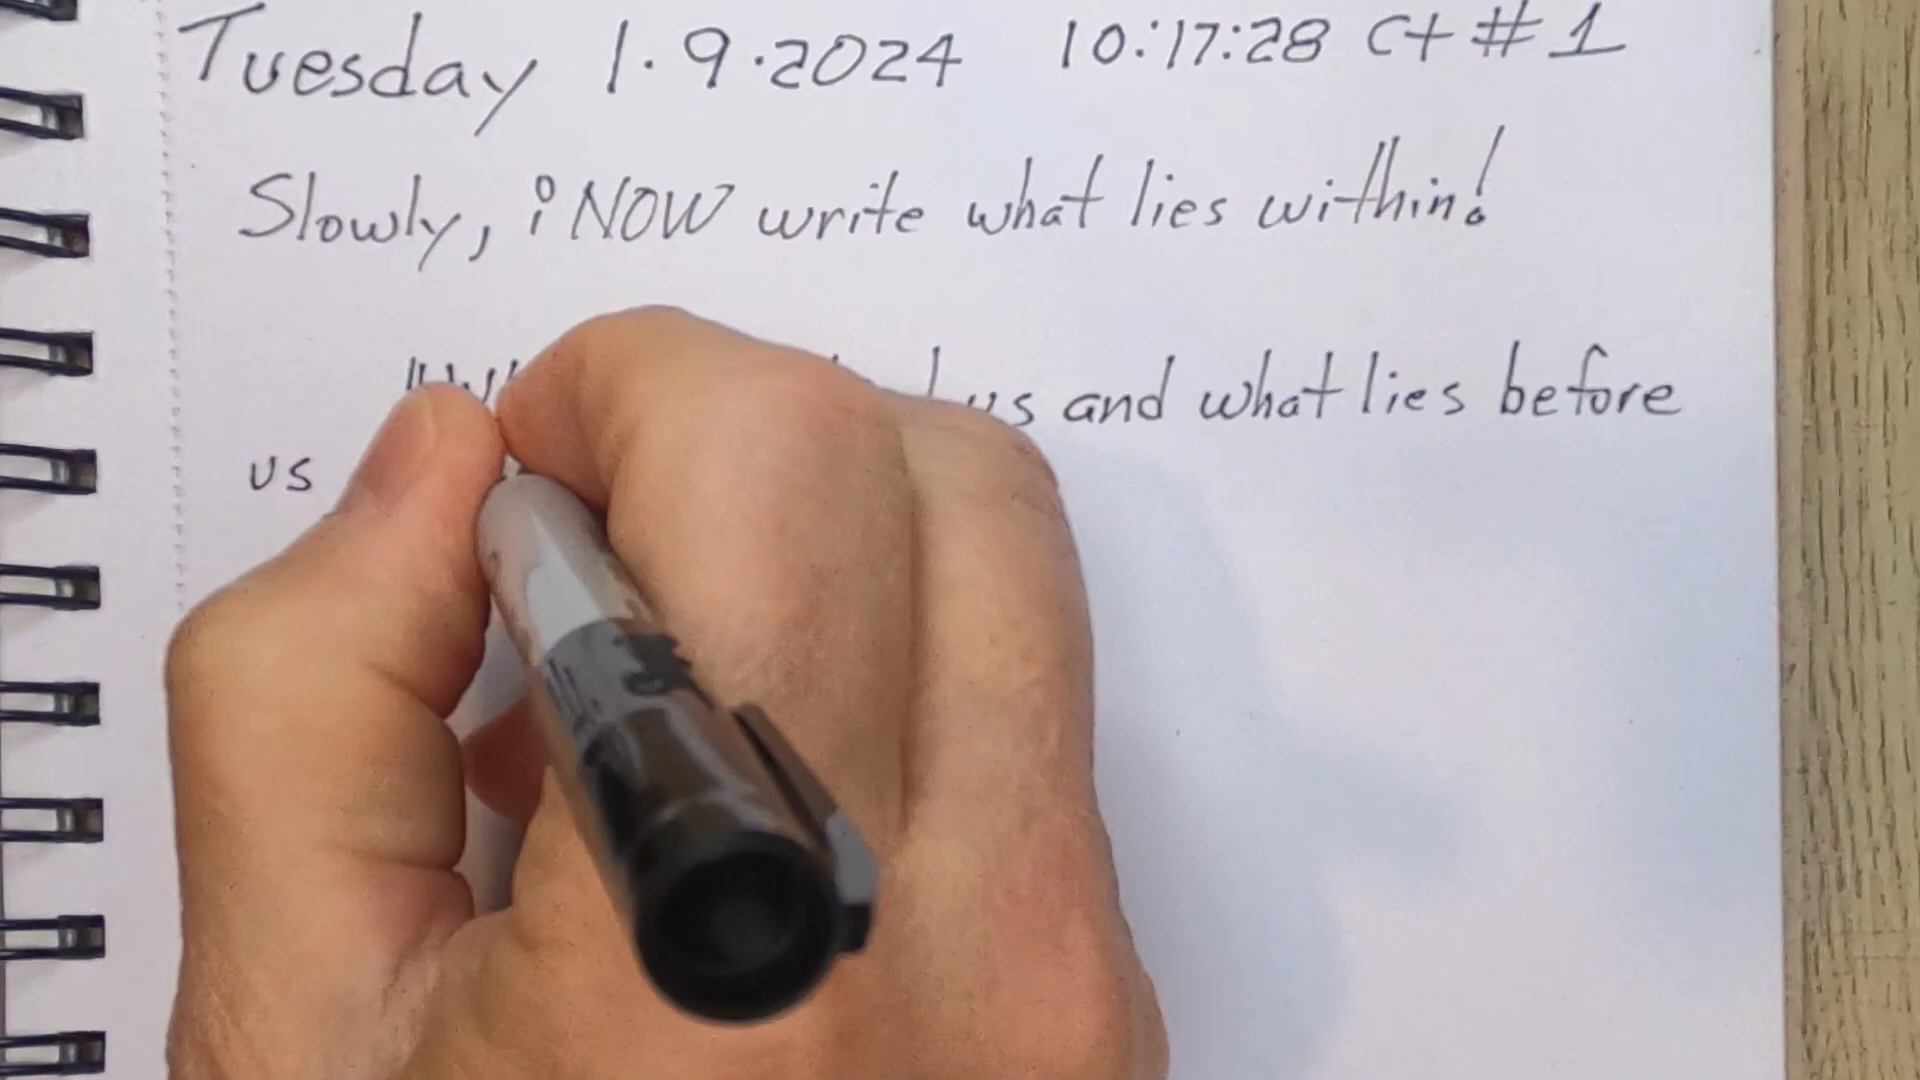 Tuesday 1.9.2024 10:17:28 Ct #1
Slowly, i NOW write what lies within!
us and what lies before
us